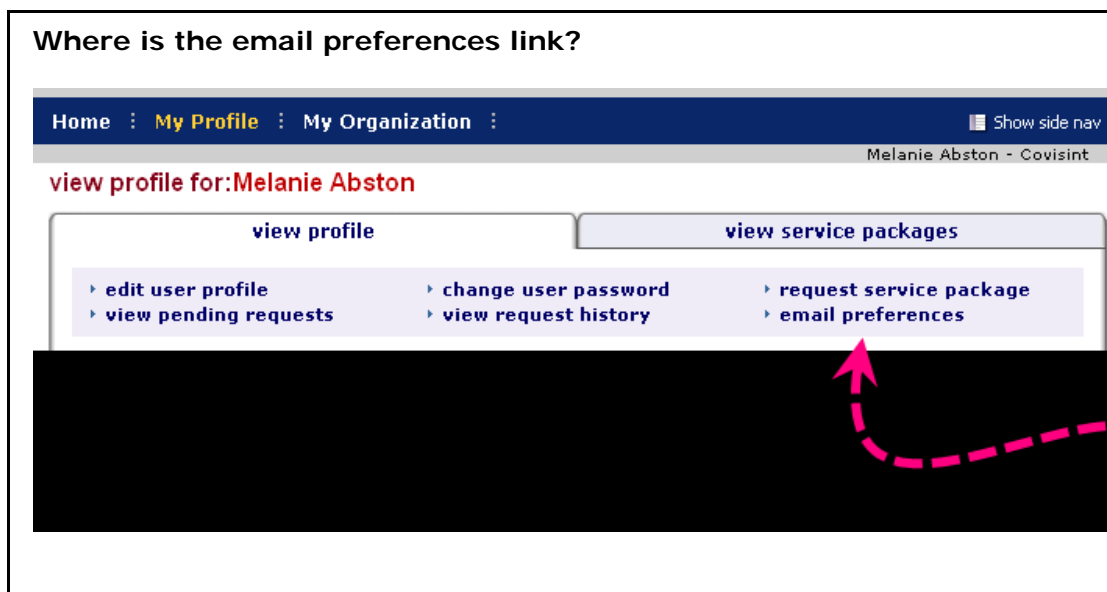 Where is the email preferences link?
Home My Profile My Organization Show side nav
Melanie Abston - Covisint
view profile for:Melanie Abston
view profile view service packages
edit user profile change user password request service package
view pending requests view request history email preferences